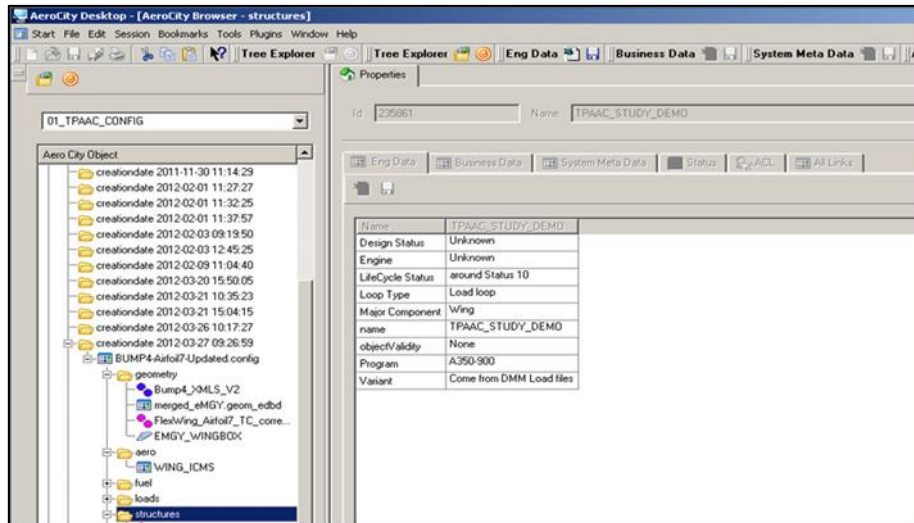 AeroCity Desktop - [AeroCity Browser - structures]
Start File Edit Session Bookmarks Tools Plugins Window Help
Tree Explorer Tree Explorer Eng Data Business Data System Meta Data
Properties
Id 235861 Name: TPAAC_STUDY_DEMO
01_TPAAC_CONFIG
Eng Data Business Data System Meta Data Status ACL All Links
Aero City Object
creationdate 2011-11-30 11:14:29
creationdate 2012-02-01 11:27:27
creationdate 2012-02-01 11:32:25
creationdate 2012-02-01 11:37:57
creationdate 2012-02-03 09:19:50
creationdate 2012-02-03 12:45:25
creationdate 2012-02-09 11:04:40
creationdate 2012-03-20 15:50:05
creationdate 2012-03-21 10:35:23
creationdate 2012-03-21 15:04:15
creationdate 2012-03-26 10:17:27
creationdate 2012-03-27 09:26:59
BUMP4-Airfoil7-Updated.config
geometry
Bump4_XMLS_V2
merged_eMGY.geom_edbd
FlexWing_Airfoil7_TC_corre...
EMGY_WINGBOX
aero
WING_ICMS
fuel
loads
structures
Name TPAAC_STUDY_DEMO
Design Status Unknown
Engine Unknown
LifeCycle Status around Status 10
Loop Type Load loop
Major Component Wing
name TPAAC_STUDY_DEMO
objectValidity None
Program A350-900
Variant Come from DMM Load files